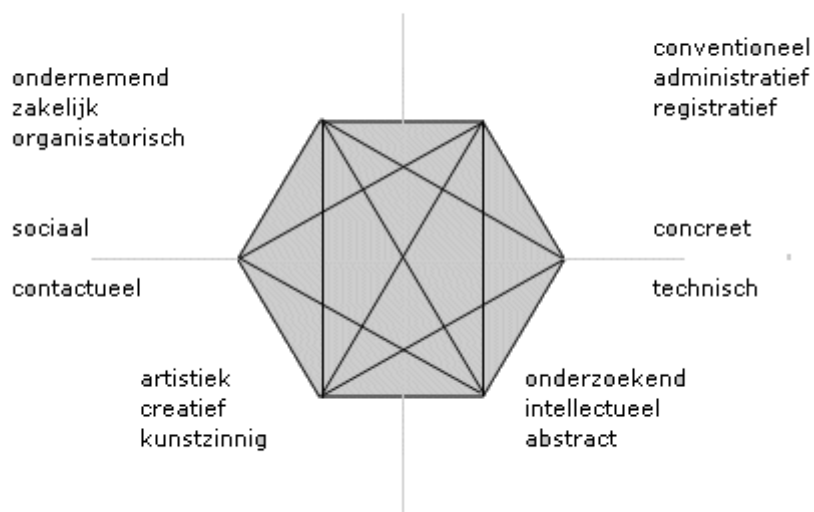 ondernemend
zakelijk
organisatorisch
conventioneel
administratief
registratief
sociaal
contactueel
concreet
technisch
artistiek
creatief
kunstzinnig
onderzoekend
intellectueel
abstract